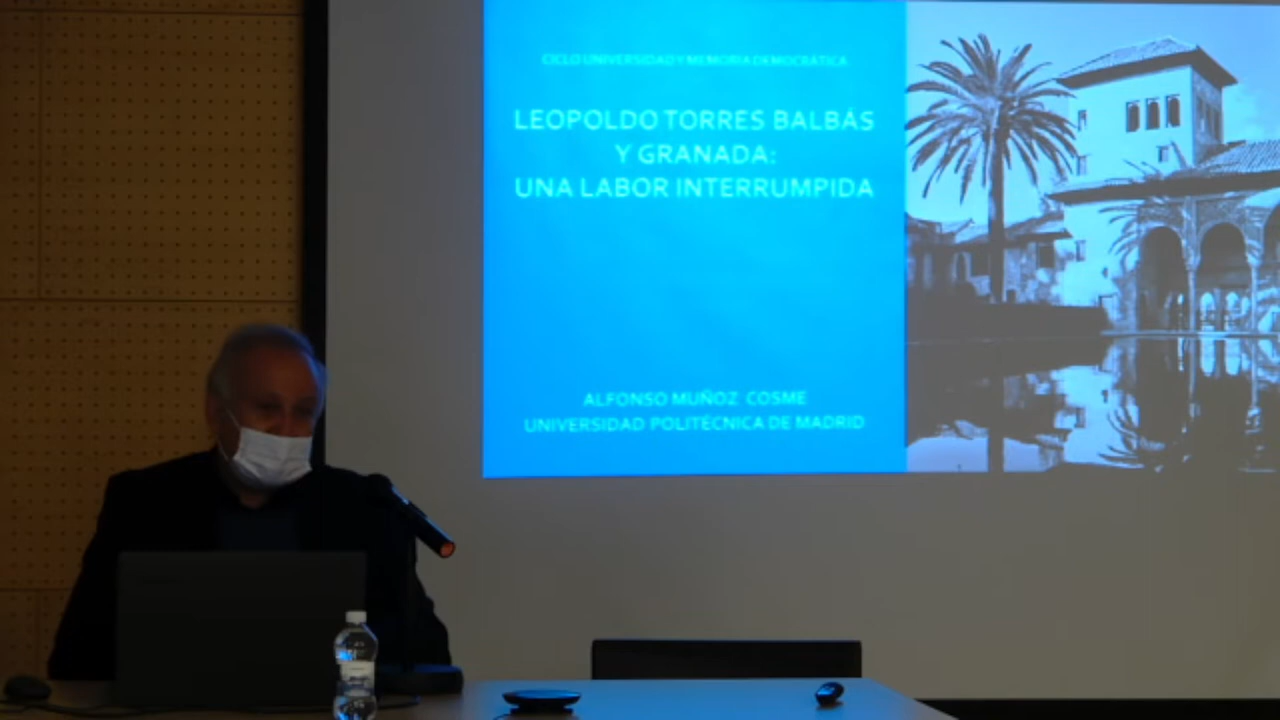 CICLO UNIVERSIDAD Y MEMORIA DEMOCRÁTICA
LEOPOLDO TORRES BALBÁS
Y GRANADA:
UNA LABOR INTERRUMPIDA
ALFONSO MUÑOZ COSME
UNIVERSIDAD POLITÉCNICA DE MADRID